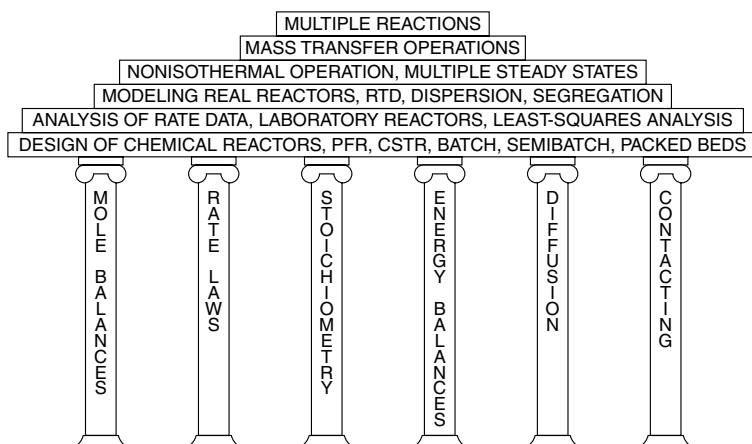 MULTIPLE REACTIONS
MASS TRANSFER OPERATIONS
NONISOTHERMAL OPERATION, MULTIPLE STEADY STATES
MODELING REAL REACTORS, RTD, DISPERSION, SEGREGATION
ANALYSIS OF RATE DATA, LABORATORY REACTORS, LEAST-SQUARES ANALYSIS
DESIGN OF CHEMICAL REACTORS, PFR, CSTR, BATCH, SEMIBATCH, PACKED BEDS
MOLE BALANCES
RATE LAWS
STOICHIOMETRY
ENERGY BALANCES
DIFFUSION
CONTACTING